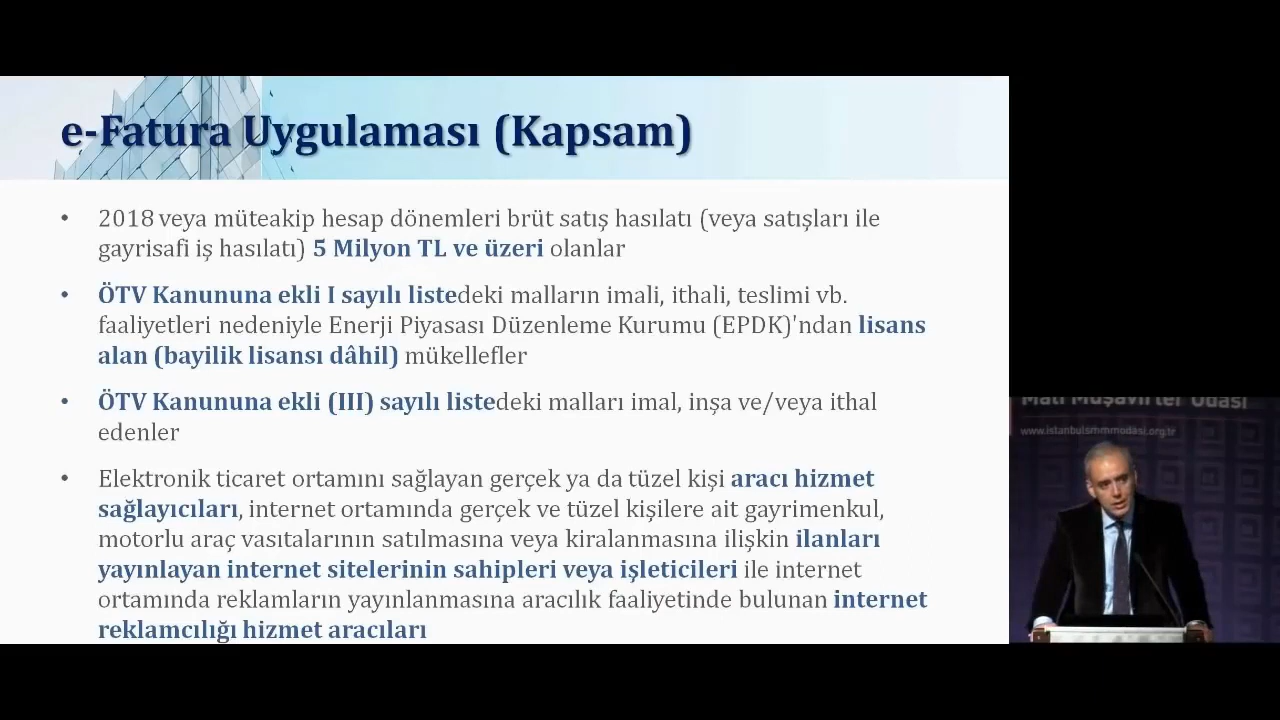 e-Fatura Uygulaması (Kapsam)
• 2018 veya müteakip hesap dönemleri brüt satış hasılatı (veya satışları ile
gayrisafi iş hasılatı) 5 Milyon TL ve üzeri olanlar
• ÖTV Kanununa ekli I sayılı listedeki malların imali, ithali, teslimi vb.
faaliyetleri nedeniyle Enerji Piyasası Düzenleme Kurumu (EPDK)'ndan lisans
alan (bayilik lisansı dâhil) mükellefler
• ÖTV Kanununa ekli (III) sayılı listedeki malları imal, inşa ve/veya ithal
edenler
• Elektronik ticaret ortamını sağlayan gerçek ya da tüzel kişi aracı hizmet
sağlayıcıları, internet ortamında gerçek ve tüzel kişilere ait gayrimenkul,
motorlu araç vasıtalarının satılmasına veya kiralanmasına ilişkin ilanları
yayınlayan internet sitelerinin sahipleri veya işleticileri ile internet
ortamında reklamların yayınlanmasına aracılık faaliyetinde bulunan internet
reklamcılığı hizmet aracıları
Mali Müşavirler Odası
www.istanbulsmmmodasi.org.tr